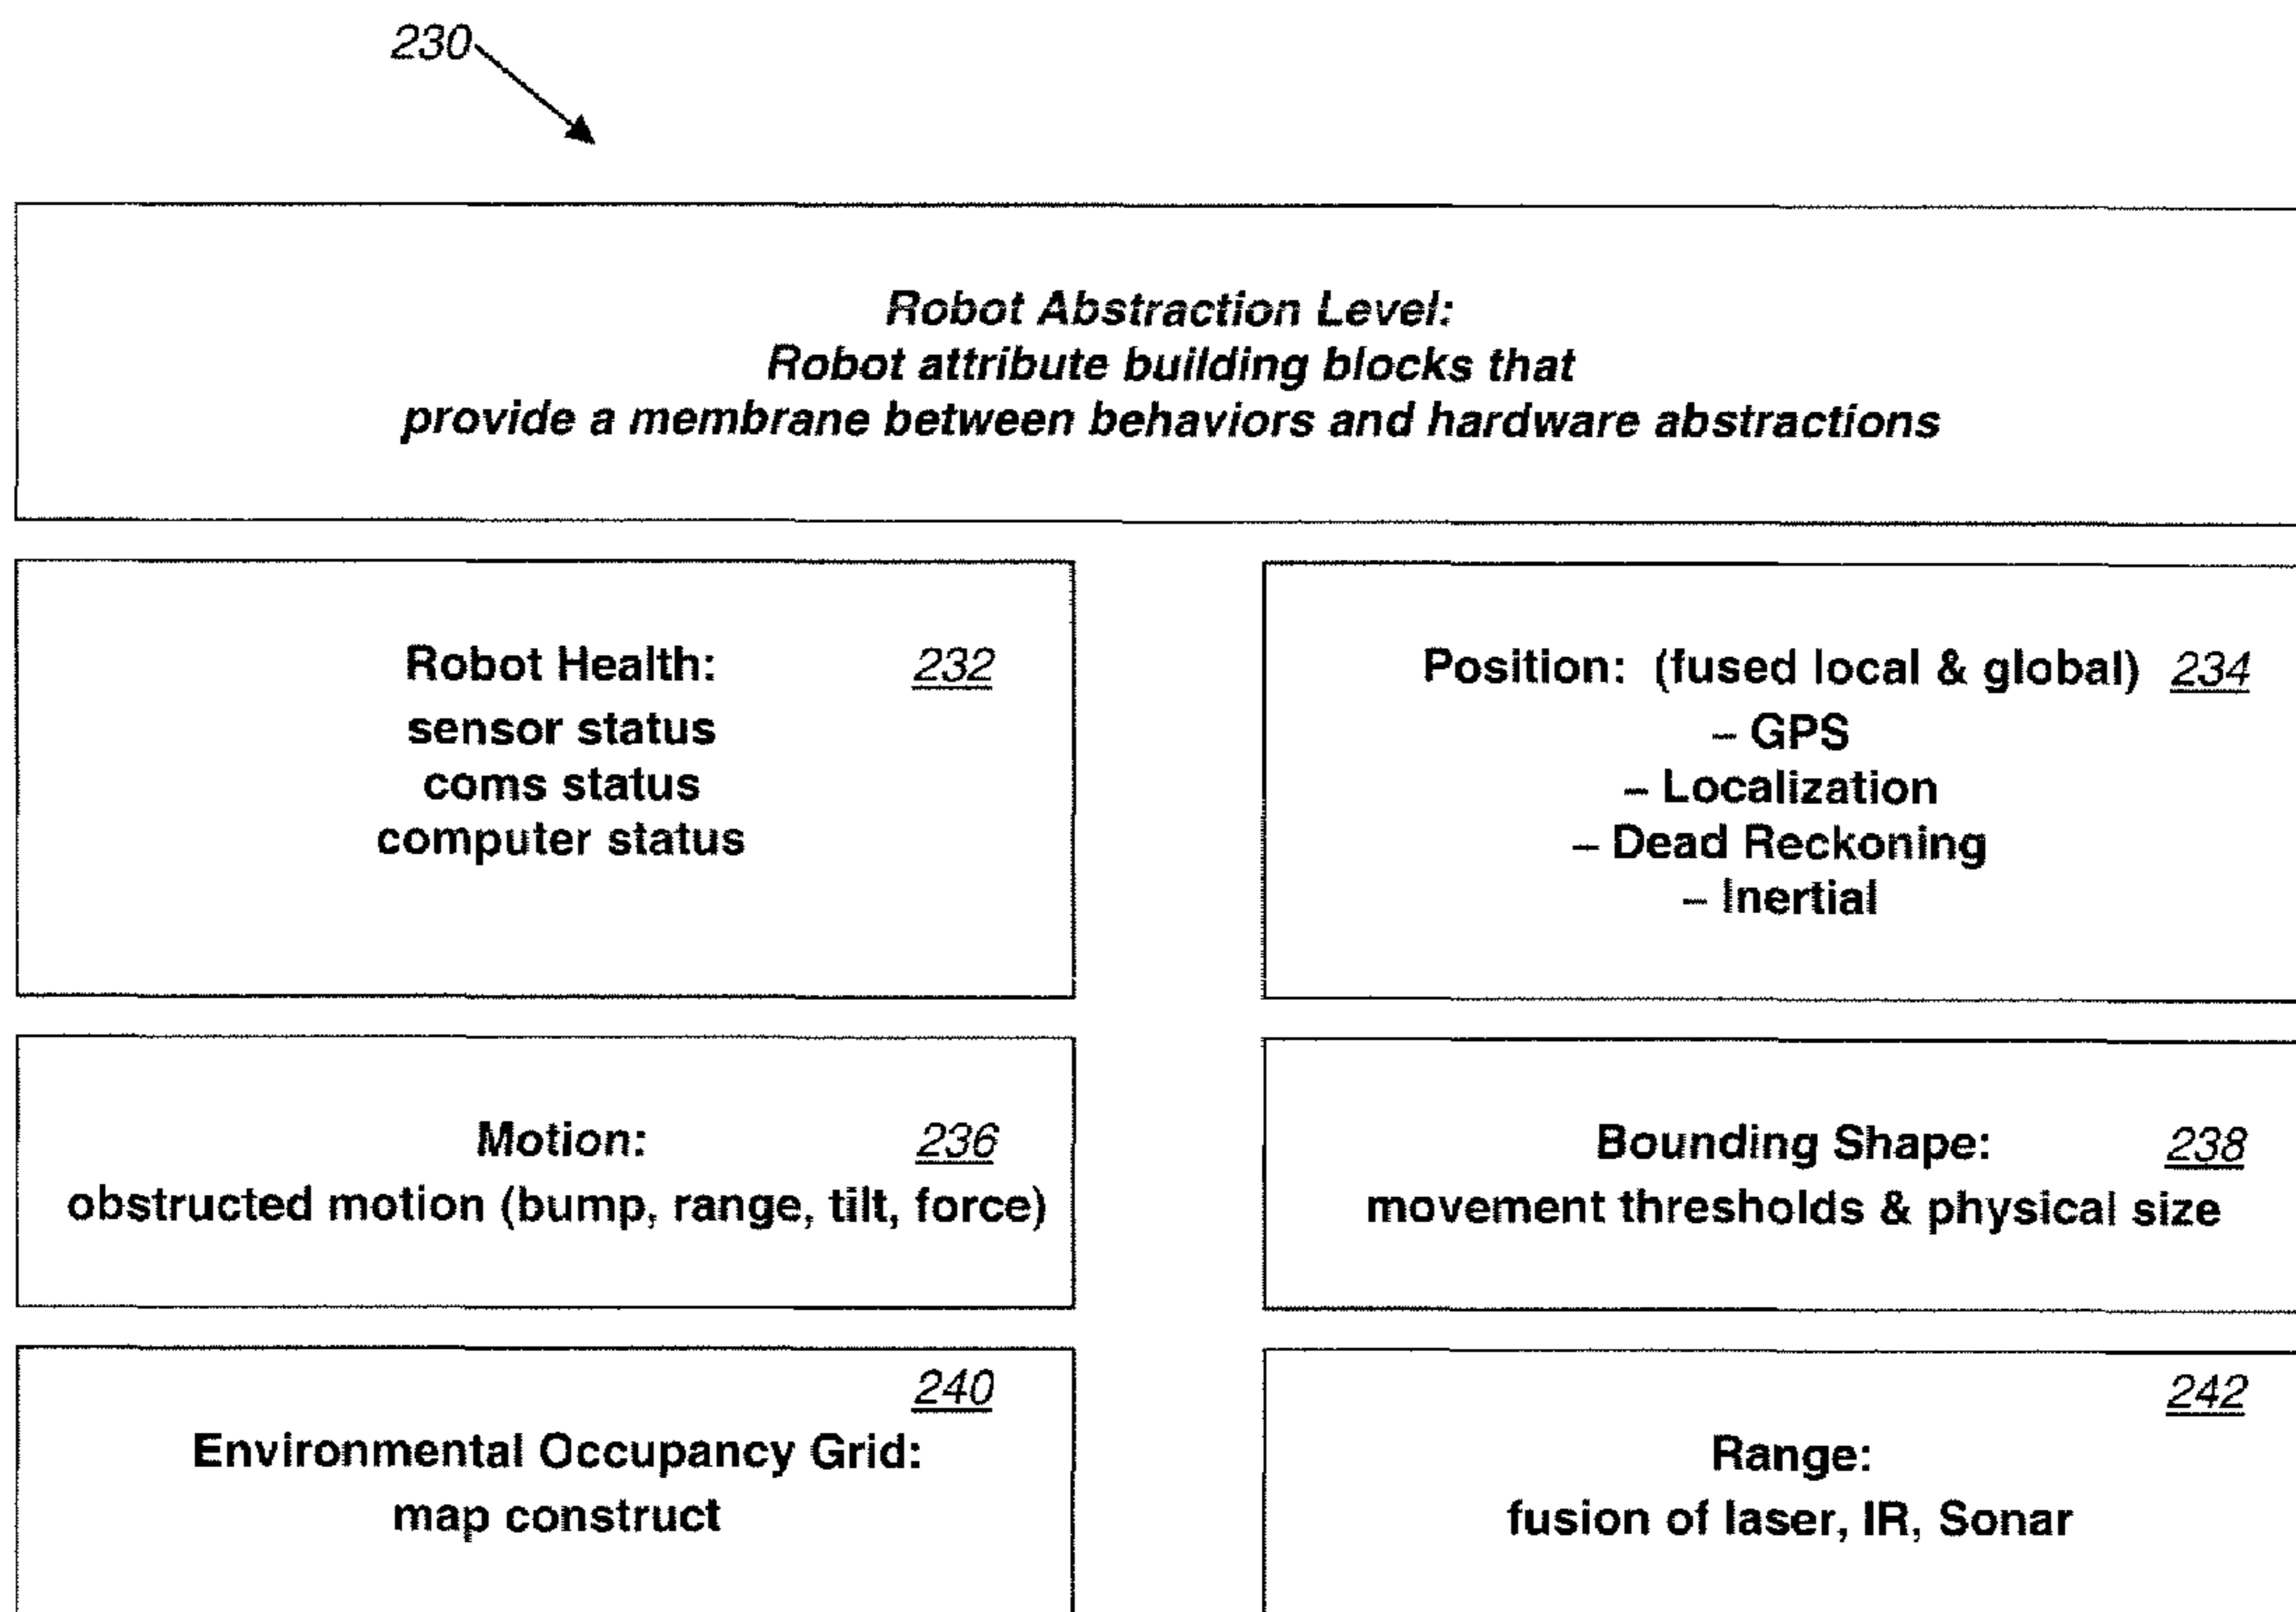 230
Robot Abstraction Level:
Robot attribute building blocks that
provide a membrane between behaviors and hardware abstractions
Robot Health: 232
sensor status
coms status
computer status
Position: (fused local & global) 234
– GPS
– Localization
– Dead Reckoning
– Inertial
Motion: 236
obstructed motion (bump, range, tilt, force)
Bounding Shape: 238
movement thresholds & physical size
240
Environmental Occupancy Grid:
map construct
242
Range:
fusion of laser, IR, Sonar